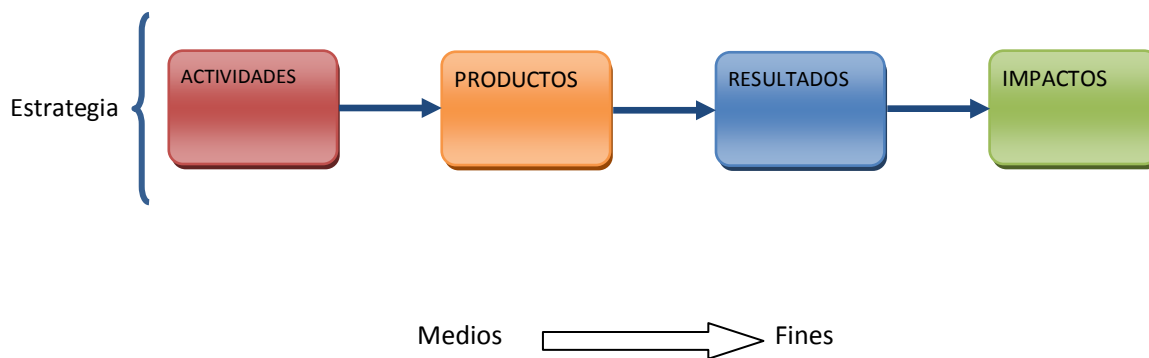 ACTIVIDADES
PRODUCTOS
RESULTADOS
IMPACTOS
Estrategia
Medios
Fines